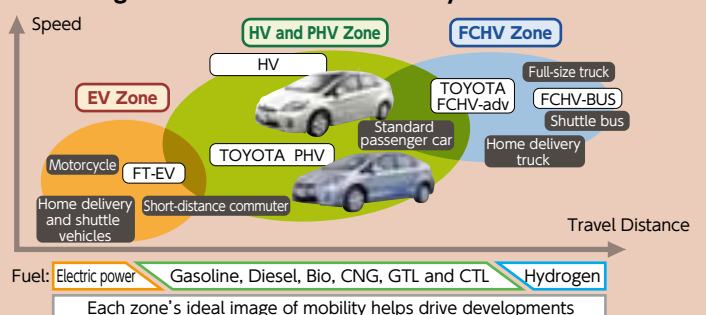 Speed
HV and PHV Zone
FCHV Zone
HV
Full-size truck
EV Zone
TOYOTA
FCHV-adv
FCHV-BUS
Shuttle bus
Standard
passenger car
Home delivery
truck
TOYOTA PHV
Motorcycle
FT-EV
Home delivery
and shuttle
vehicles
Short-distance commuter
Travel Distance
Fuel:
Electric power
Gasoline, Diesel, Bio, CNG, GTL and CTL
Hydrogen
Each zone's ideal image of mobility helps drive developments